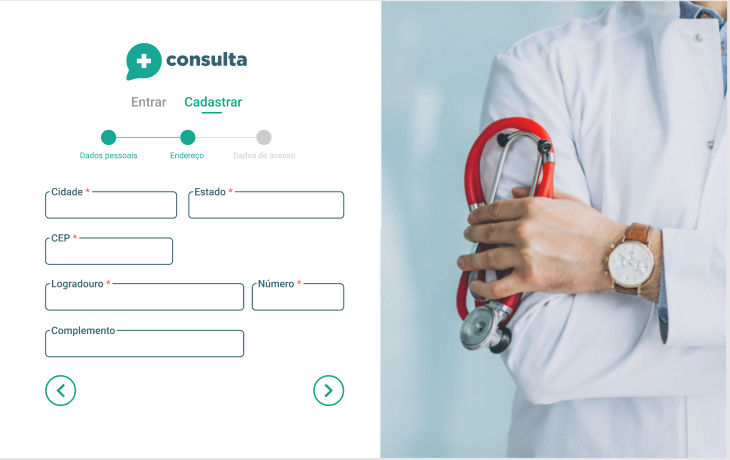 consulta
Entrar Cadastrar
Dados pessoais Endereço Dados de acesso
Cidade * Estado *
CEP *
Logradouro * Número *
Complemento